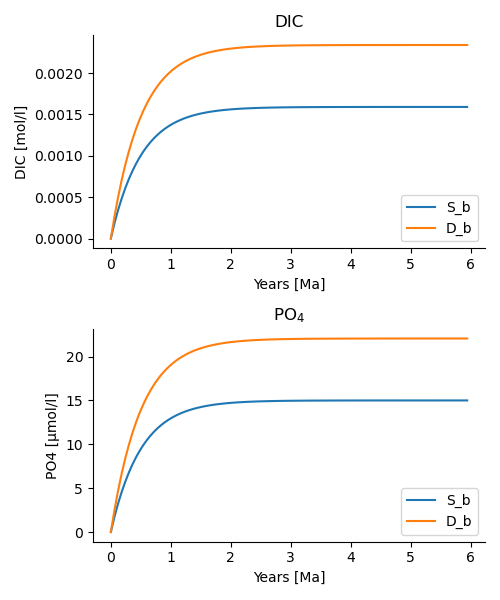 DIC
DIC [mol/l]
0.0020
0.0015
0.0010
0.0005
0.0000
S_b
D_b
0 1 2 3 4 5 6
Years [Ma]
PO₄
PO4 [µmol/l]
20
15
10
5
0
S_b
D_b
0 1 2 3 4 5 6
Years [Ma]